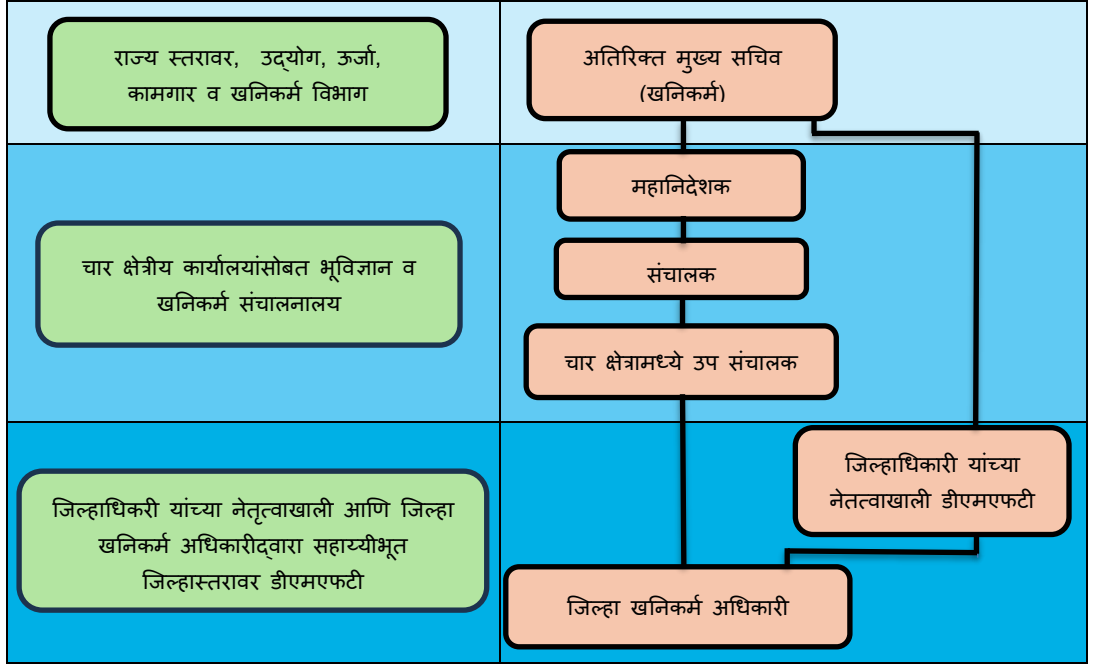 राज्य स्तरावर, उद्योग, ऊर्जा,
कामगार व खनिकर्म विभाग
अतिरिक्त मुख्य सचिव
(खनिकर्म)
महानिदेशक
चार क्षेत्रीय कार्यालयांसोबत भूविज्ञान व
खनिकर्म संचालनालय
संचालक
चार क्षेत्रामध्ये उप संचालक
जिल्हाधिकारी यांच्या
नेतत्वाखाली डीएमएफटी
जिल्हाधिकरी यांच्या नेतृत्वाखाली आणि जिल्हा
खनिकर्म अधिकारीद्वारा सहाय्यीभूत
जिल्हास्तरावर डीएमएफटी
जिल्हा खनिकर्म अधिकारी